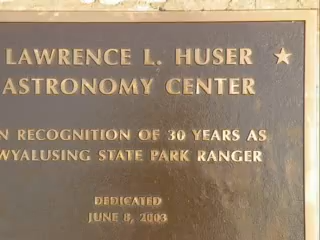 LAWRENCE L. HUSER
ASTRONOMY CENTER
N RECOGNITION OF 30 YEARS AS
WYALUSING STATE PARK RANGER
DEDICATED
JUNE 8, 2003